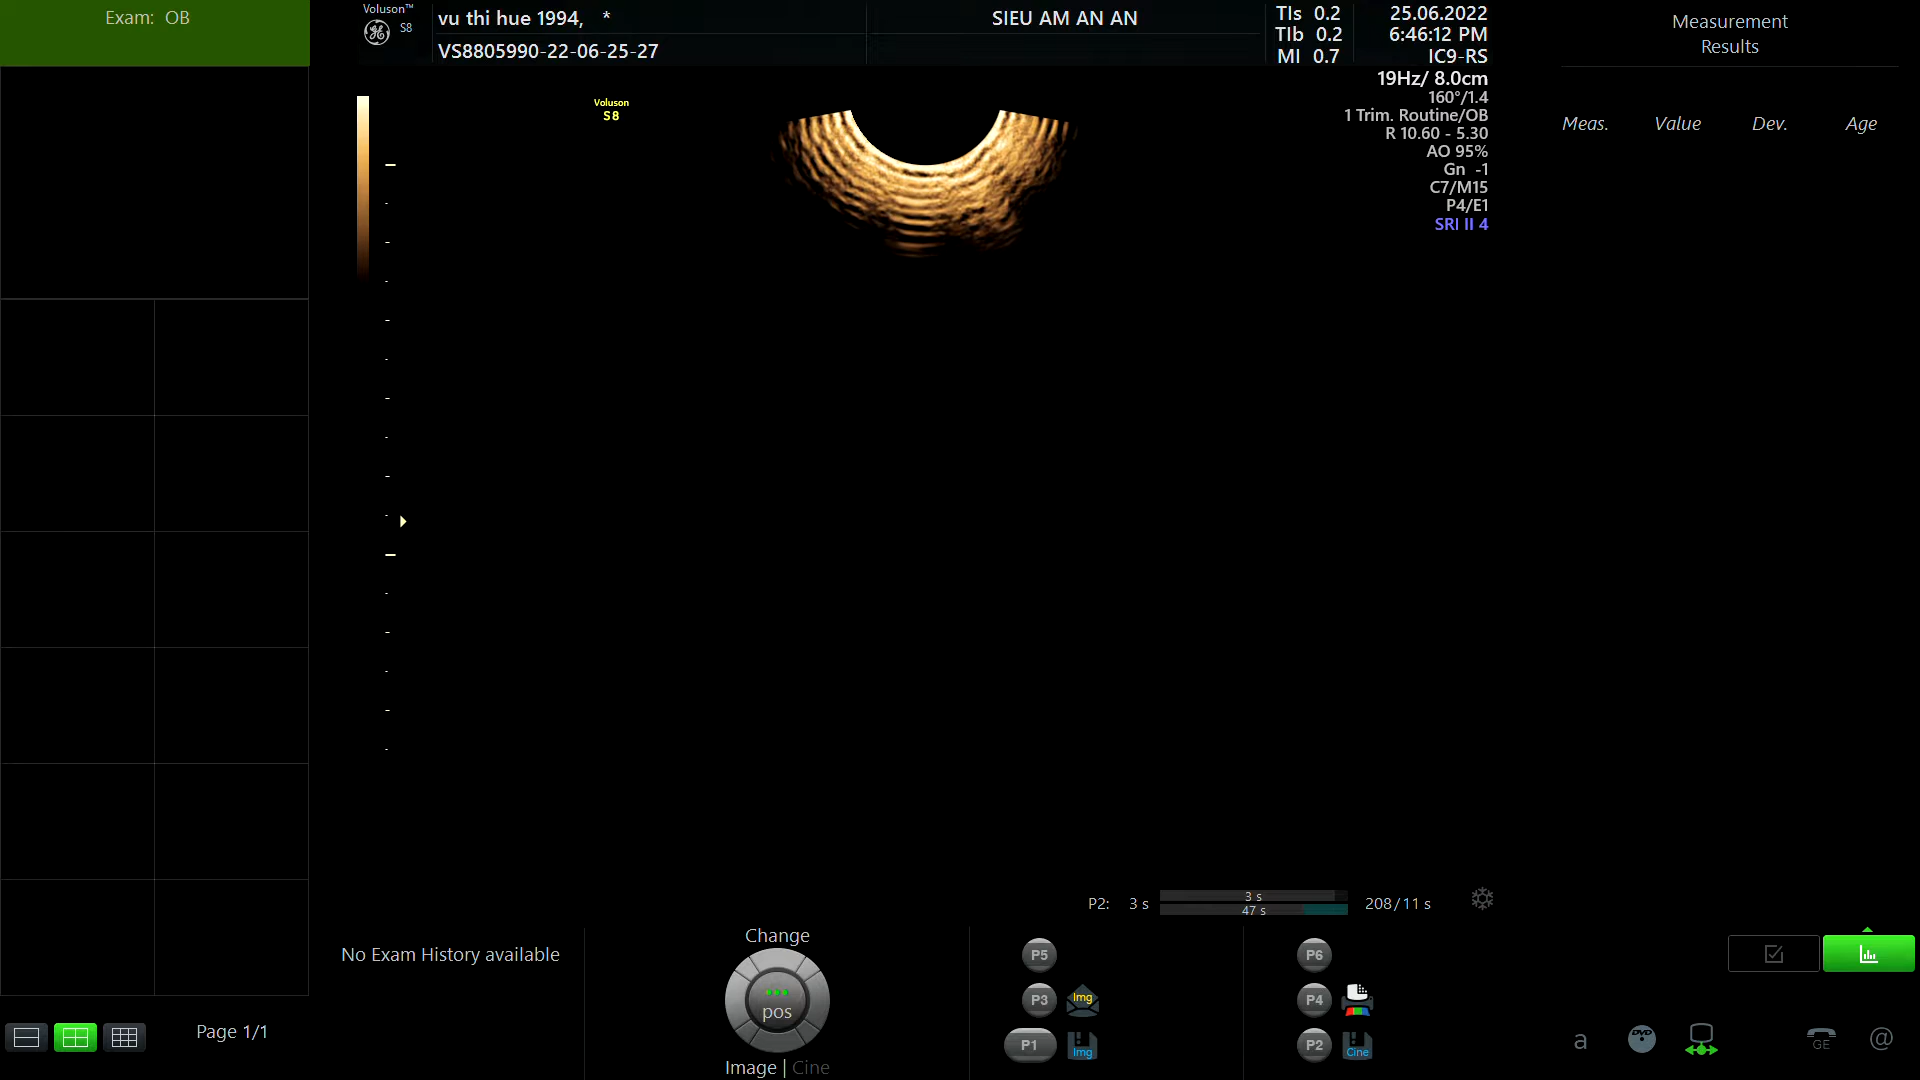 Exam: OB
Voluson™
S8
vu thi hue 1994, *
VS8805990-22-06-25-27
SIEU AM AN AN
TIs 0.2
TIb 0.2
MI 0.7
25.06.2022
6:46:12 PM
IC9-RS
19Hz/ 8.0cm
160°/1.4
1 Trim. Routine/OB
R 10.60 - 5.30
AO 95%
Gn -1
C7/M15
P4/E1
SRI II 4
Voluson
S8
Measurement
Results
Meas. Value Dev. Age
P2: 3 s
3 s
47 s
208/11 s
No Exam History available
Change
pos
Image | Cine
P5
P3 Img
P1 Img
P6
P4
P2 Cine
Page 1/1
a
DVD
GE
@